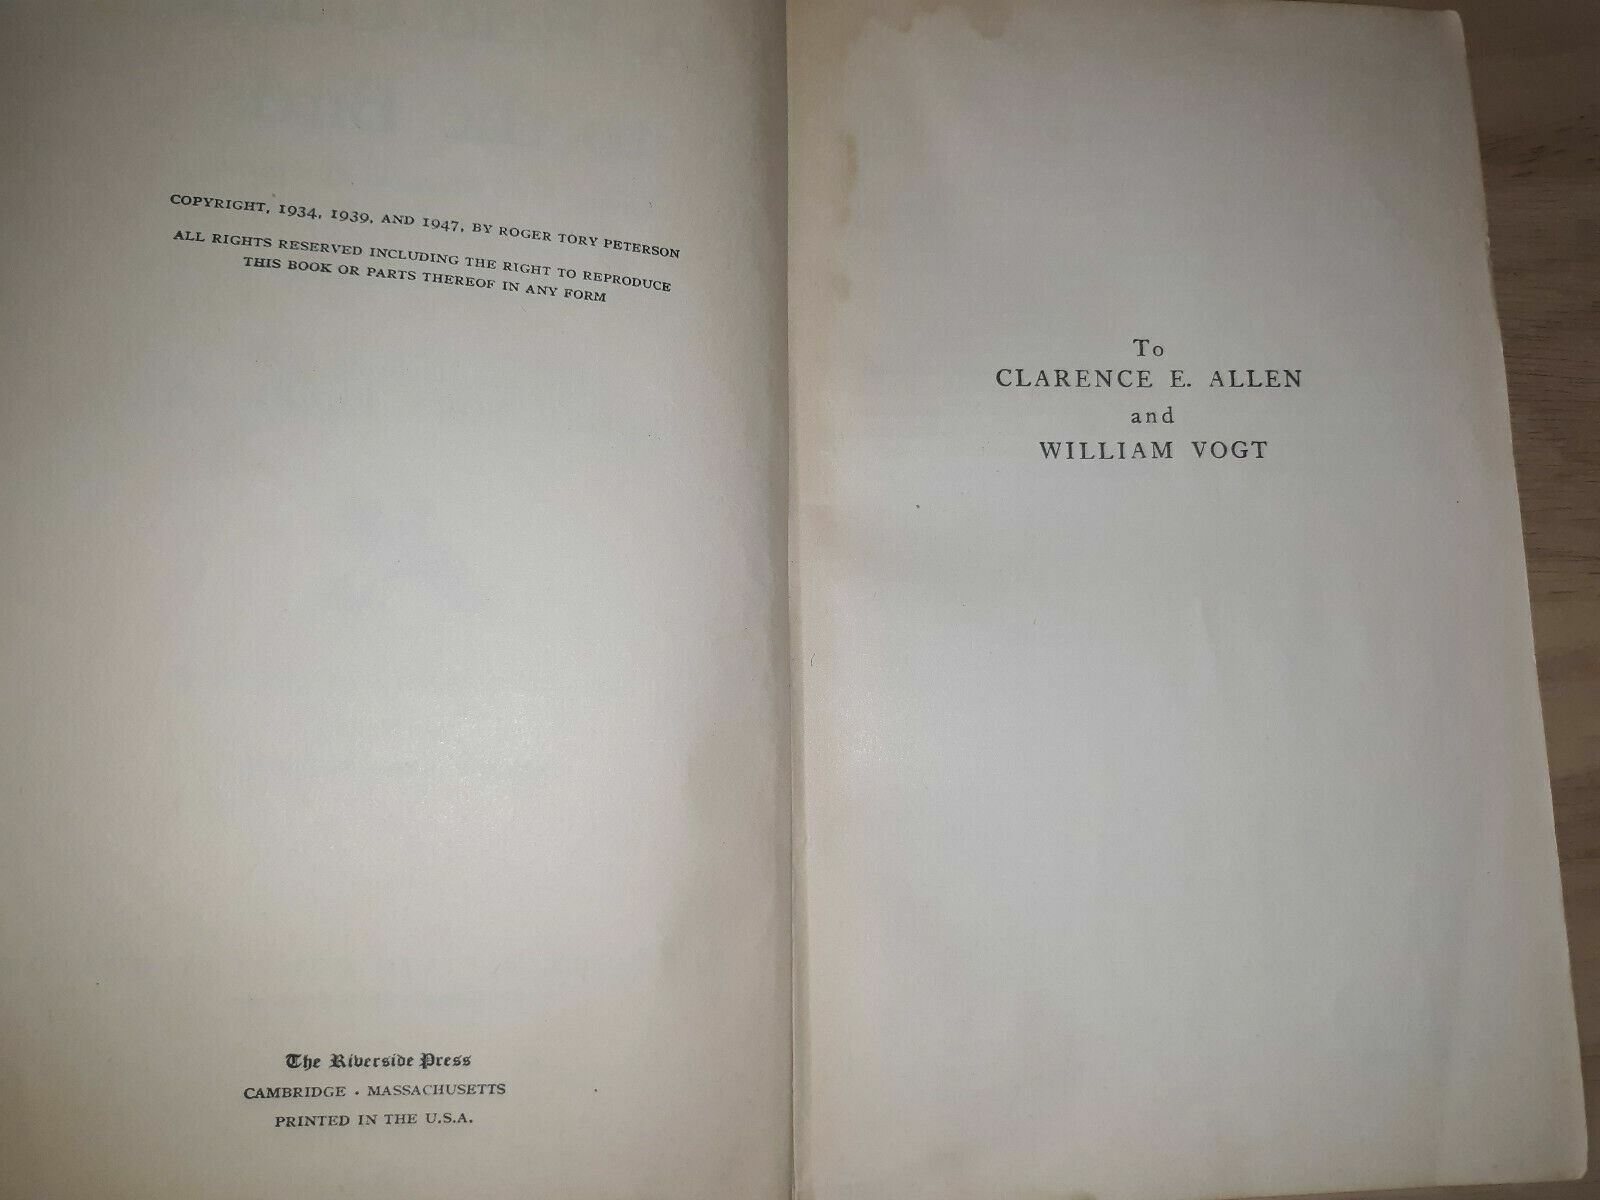 COPYRIGHT, 1934, 1939, AND 1947, BY ROGER TORY PETERSON
ALL RIGHTS RESERVED INCLUDING THE RIGHT TO REPRODUCE
THIS BOOK OR PARTS THEREOF IN ANY FORM
The Riverside Press
CAMBRIDGE · MASSACHUSETTS
PRINTED IN THE U.S.A.
To
CLARENCE E. ALLEN
and
WILLIAM VOGT